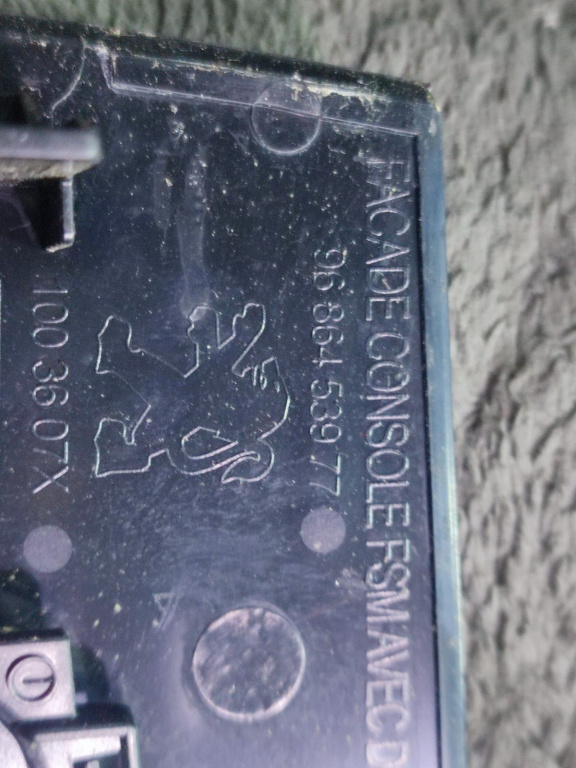 FACADE CONSOLE FSM AVEC D
96 864 539 77
100 36 07X